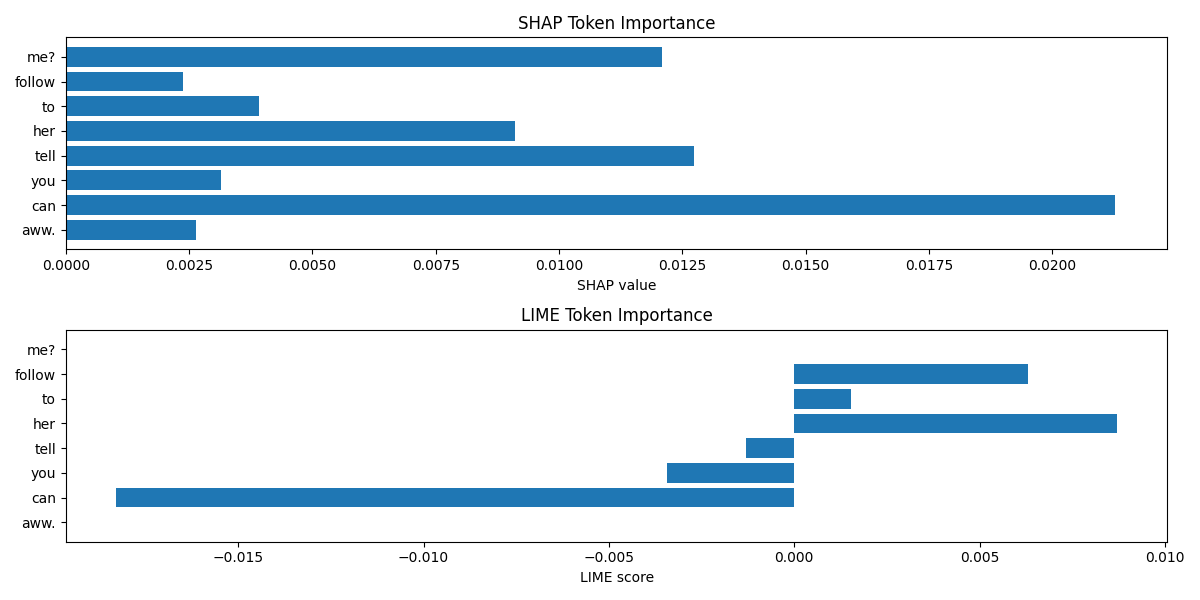 SHAP Token Importance
me?
follow
to
her
tell
you
can
aww.
0.0000 0.0025 0.0050 0.0075 0.0100 0.0125 0.0150 0.0175 0.0200
SHAP value
LIME Token Importance
me?
follow
to
her
tell
you
can
aww.
−0.015 −0.010 −0.005 0.000 0.005 0.010
LIME score